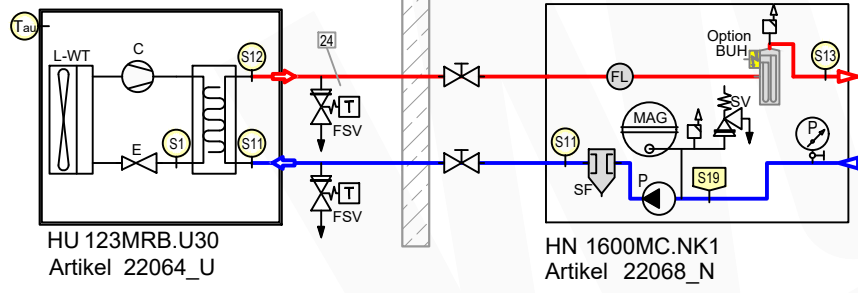 Tau
L-WT
C
S12
24
Option
BUH
S13
FL
T
FSV
MAG
SV
P
E
S1
S11
S11
SF
P
S19
T
FSV
HU 123MRB.U30
Artikel 22064_U
HN 1600MC.NK1
Artikel 22068_N